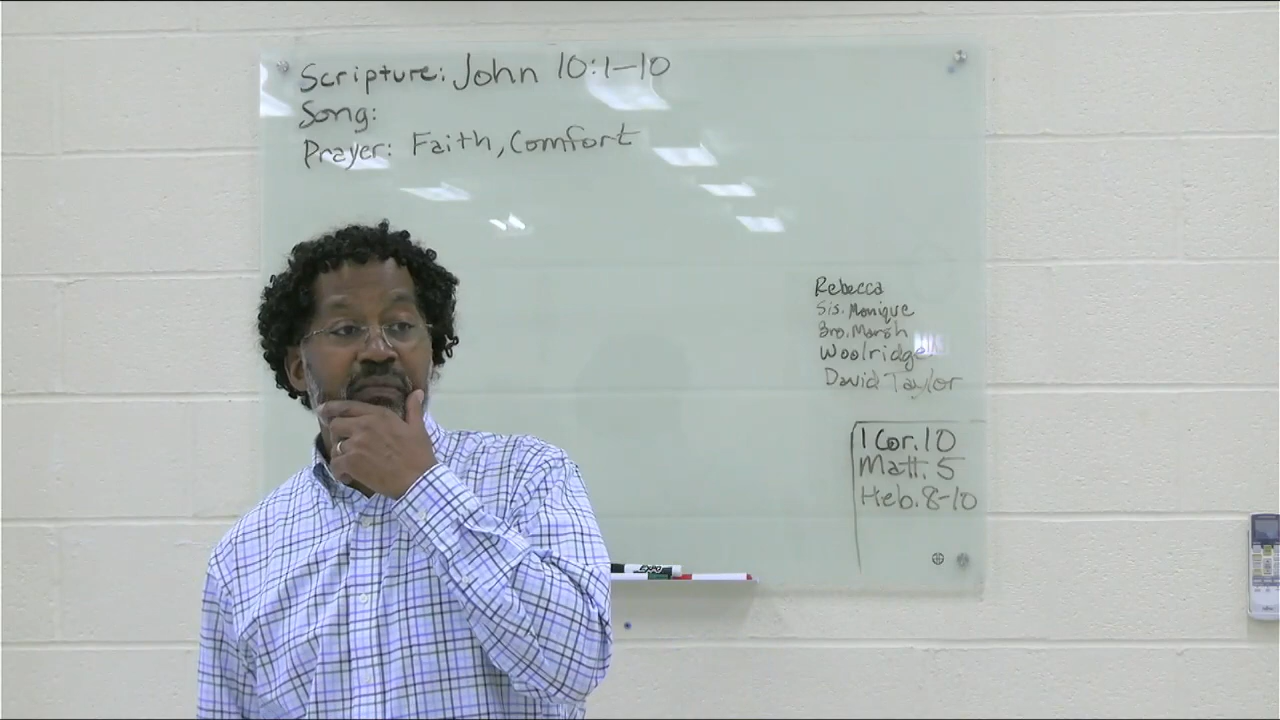 Scripture: John 10:1-10
Song:
Prayer: Faith, Comfort
Rebecca
Sis. Monique
Bro. Marsh
Woolridge
David Taylor
1 Cor. 10
Matt. 5
Heb. 8-10
EXPO